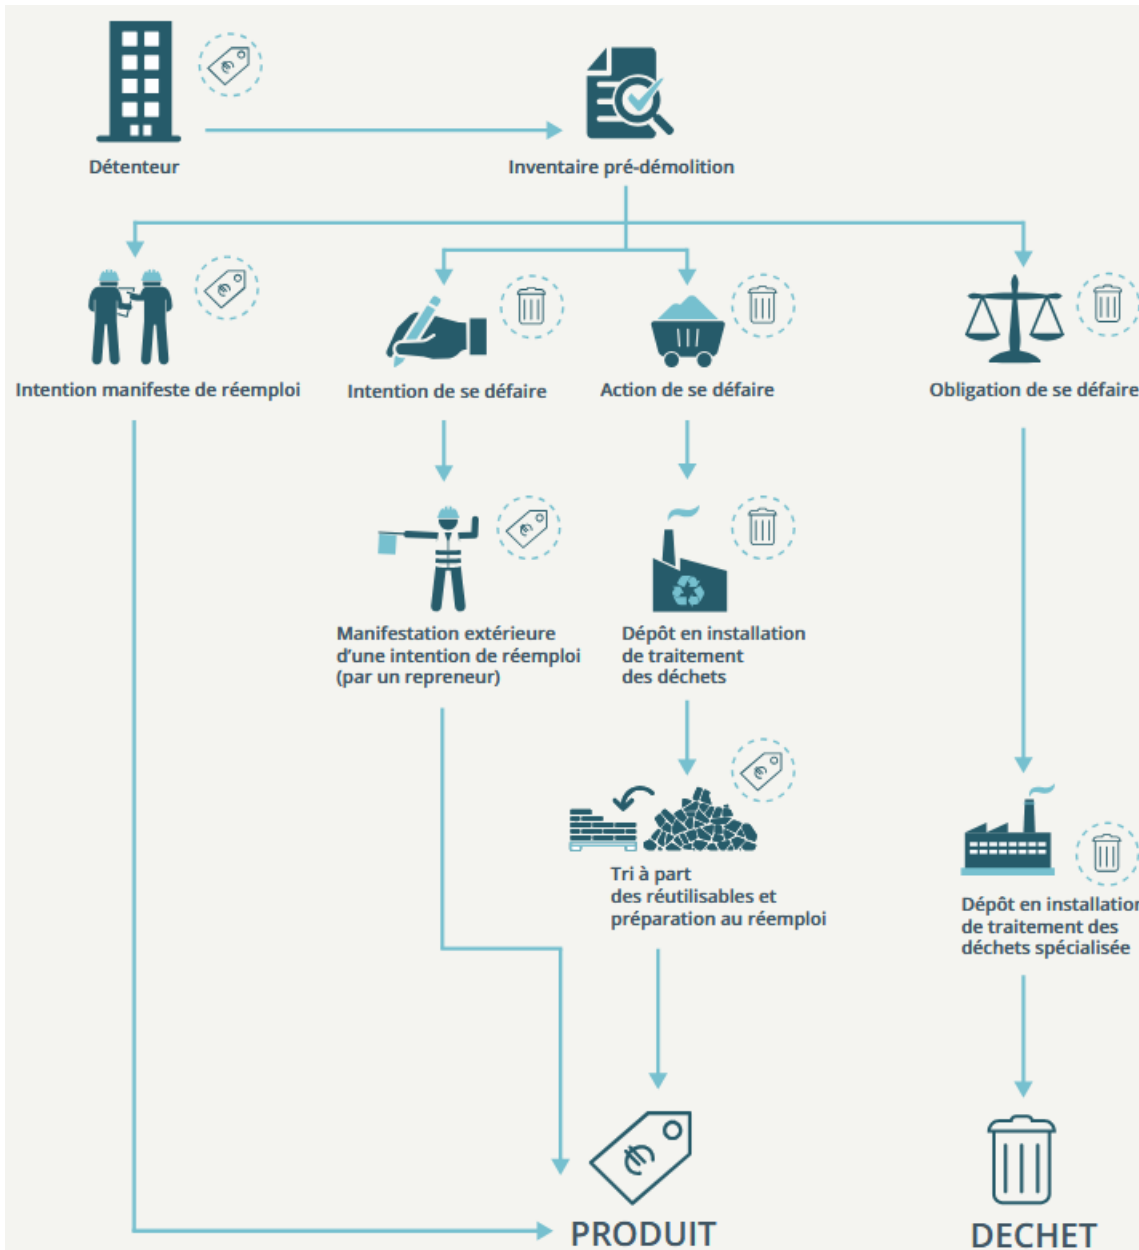 Détenteur
Inventaire pré-démolition
Intention manifeste de réemploi
Intention de se défaire
Action de se défaire
Obligation de se défaire
Manifestation extérieure
d'une intention de réemploi
(par un repreneur)
Dépôt en installation
de traitement
des déchets
Tri à part
des réutilisables et
préparation au réemploi
Dépôt en installation
de traitement des
déchets spécialisée
PRODUIT
DECHET